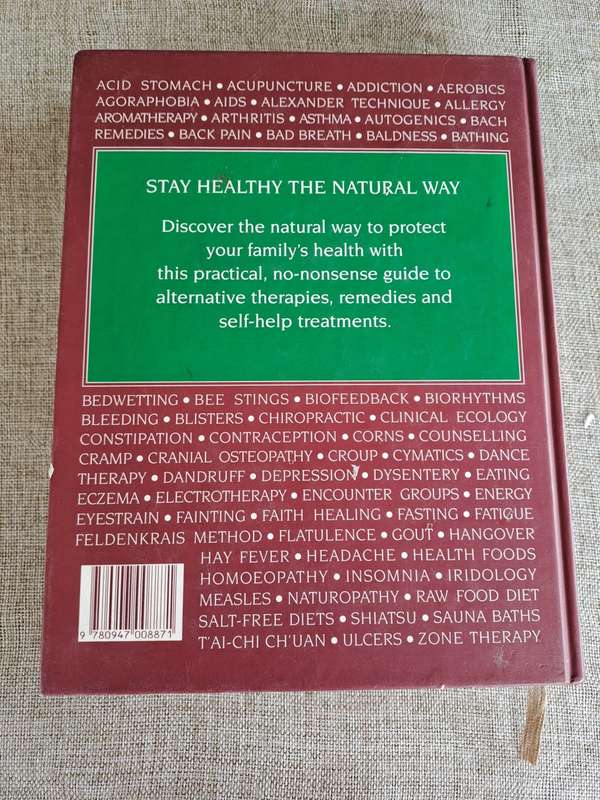 ACID STOMACH • ACUPUNCTURE • ADDICTION • AEROBICS
AGORAPHOBIA • AIDS • ALEXANDER TECHNIQUE • ALLERGY
AROMATHERAPY • ARTHRITIS • ASTHMA • AUTOGENICS • BACH
REMEDIES • BACK PAIN • BAD BREATH • BALDNESS • BATHING
STAY HEALTHY THE NATURAL WAY
Discover the natural way to protect
your family's health with
this practical, no-nonsense guide to
alternative therapies, remedies and
self-help treatments.
BEDWETTING • BEE STINGS • BIOFEEDBACK • BIORHYTHMS
BLEEDING • BLISTERS • CHIROPRACTIC • CLINICAL ECOLOGY
CONSTIPATION • CONTRACEPTION • CORNS • COUNSELLING
CRAMP • CRANIAL OSTEOPATHY • CROUP • CYMATICS • DANCE
THERAPY • DANDRUFF • DEPRESSION • DYSENTERY • EATING
ECZEMA • ELECTROTHERAPY • ENCOUNTER GROUPS • ENERGY
EYESTRAIN • FAINTING • FAITH HEALING • FASTING • FATIGUE
FELDENKRAIS METHOD • FLATULENCE • GOUT • HANGOVER
HAY FEVER • HEADACHE • HEALTH FOODS
HOMOEOPATHY • INSOMNIA • IRIDOLOGY
MEASLES • NATUROPATHY • RAW FOOD DIET
SALT-FREE DIETS • SHIATSU • SAUNA BATHS
T'AI-CHI CH'UAN • ULCERS • ZONE THERAPY
9 780947 008871